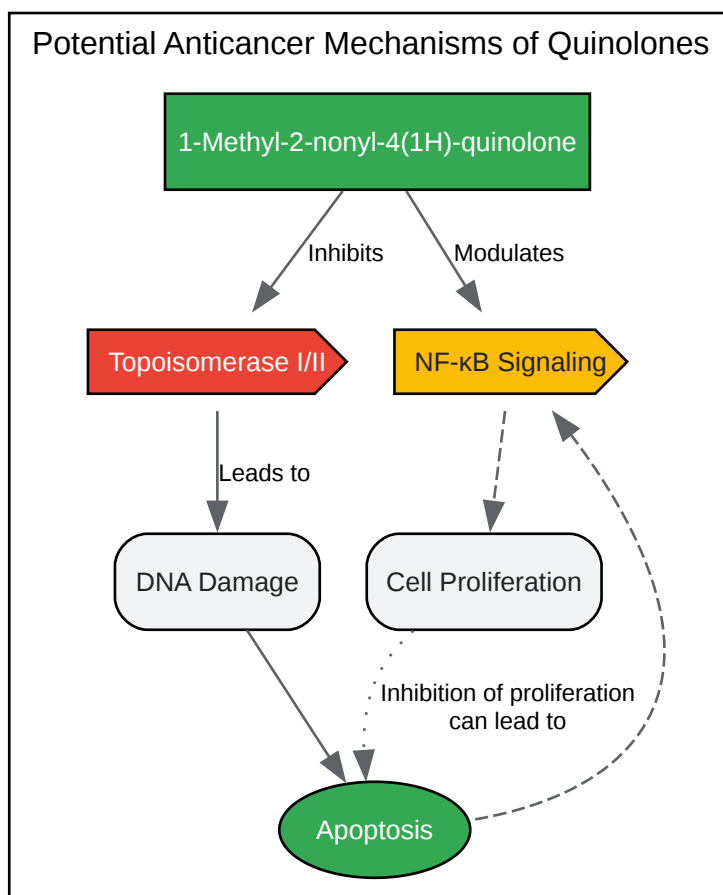 Potential Anticancer Mechanisms of Quinolones
1-Methyl-2-nonyl-4(1H)-quinolone
Inhibits
Modulates
Topoisomerase I/II
NF-κB Signaling
Leads to
DNA Damage
Cell Proliferation
Inhibition of proliferation
can lead to
Apoptosis